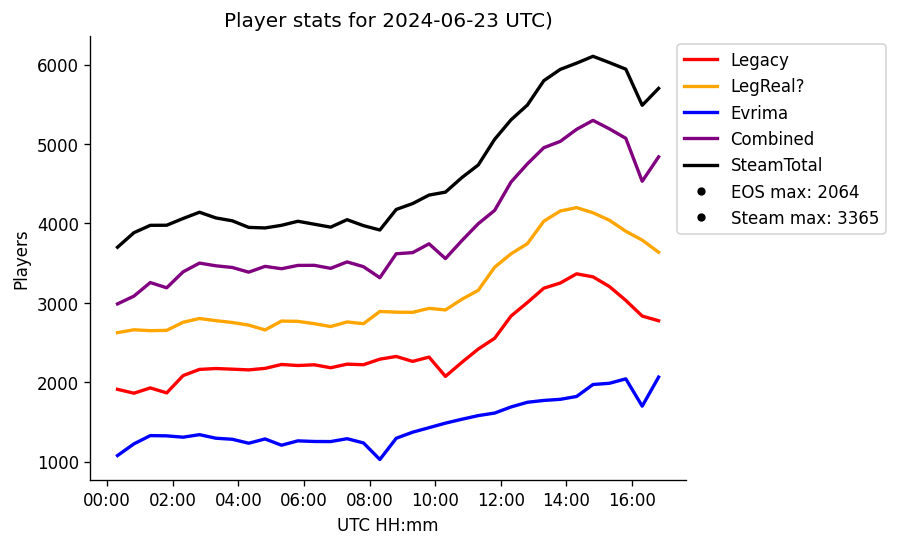 Player stats for 2024-06-23 UTC)
Players
6000
5000
4000
3000
2000
1000
00:00 02:00 04:00 06:00 08:00 10:00 12:00 14:00 16:00
UTC HH:mm
Legacy
LegReal?
Evrima
Combined
SteamTotal
EOS max: 2064
Steam max: 3365